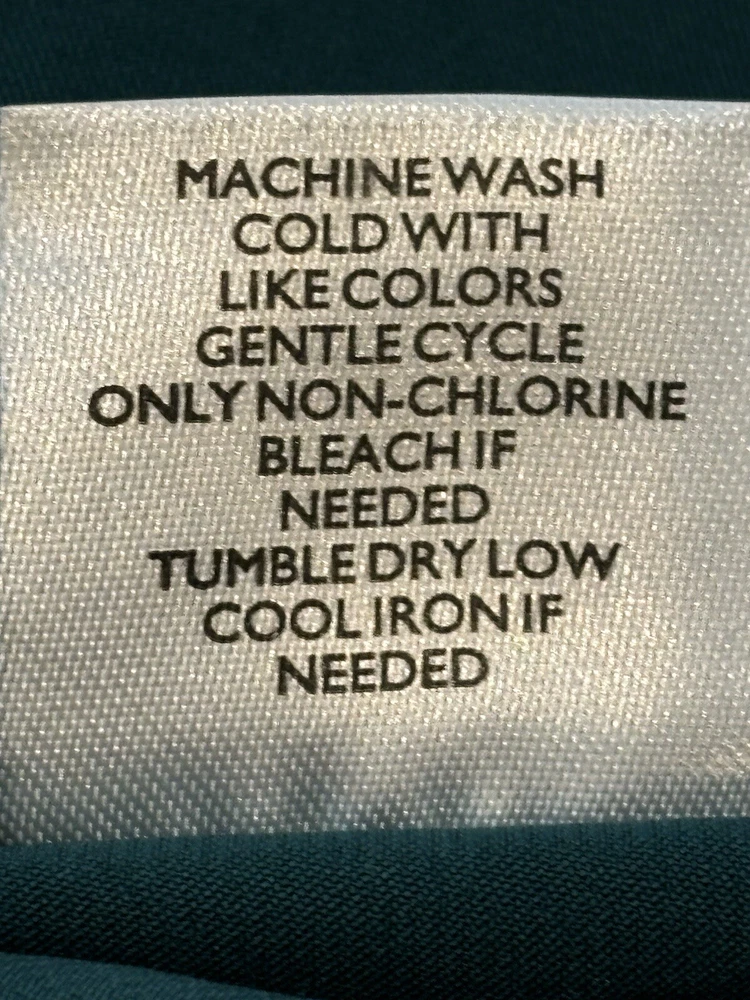 MACHINE WASH
COLD WITH
LIKE COLORS
GENTLE CYCLE
ONLY NON-CHLORINE
BLEACH IF
NEEDED
TUMBLE DRY LOW
COOL IRON IF
NEEDED